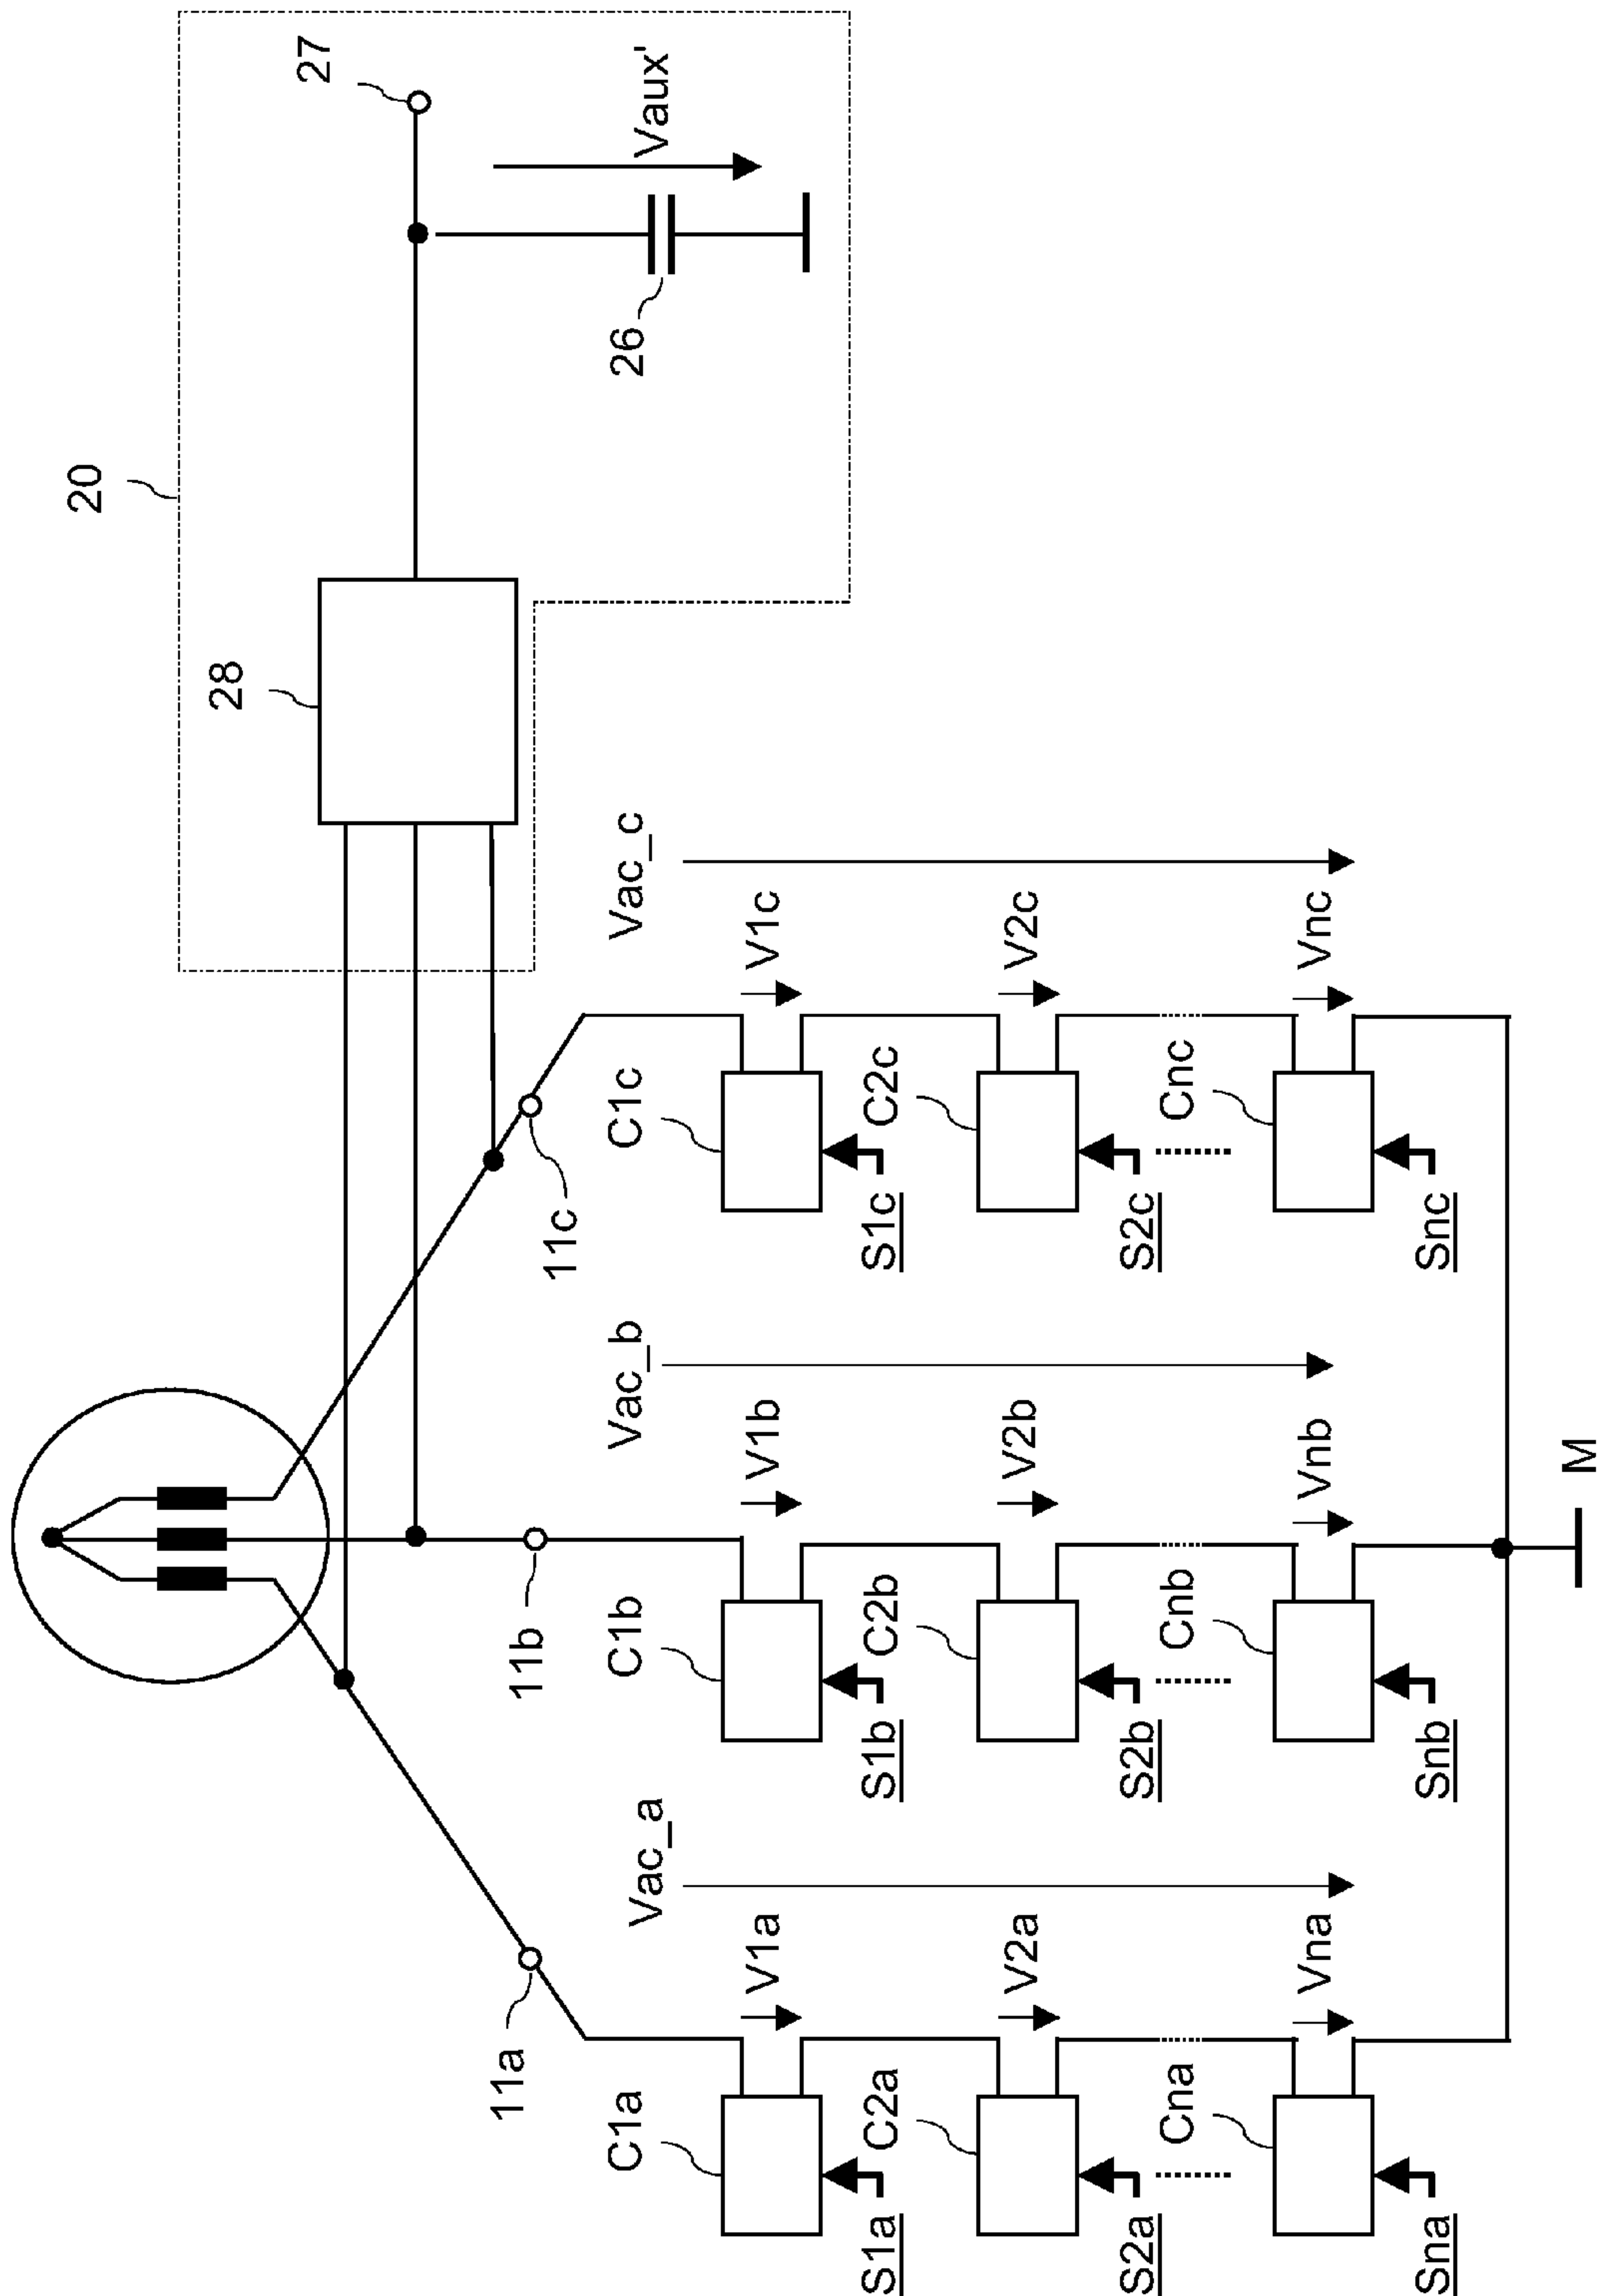 20
27
28
Vaux'
26
11a
11b
11c
Vac_a
Vac_b
Vac_c
C1a
V1a
C1b
V1b
C1c
V1c
S1a
S1b
S1c
C2a
V2a
C2b
V2b
C2c
V2c
S2a
S2b
S2c
Cna
Vna
Cnb
Vnb
Cnc
Vnc
Sna
Snb
Snc
M